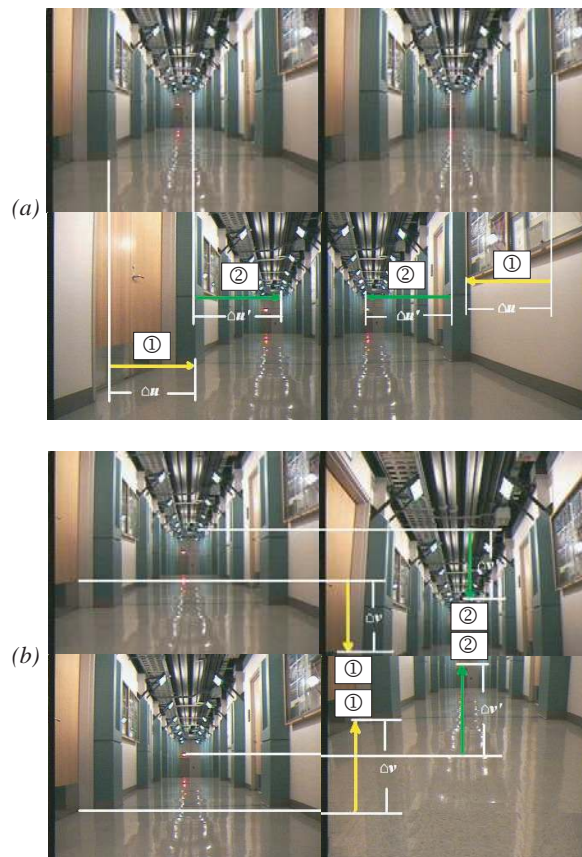 (a)
② ②
①
△u' △u' △u
①
△u
△v'
△v
②
②
(b)
①
①
△v'
△v